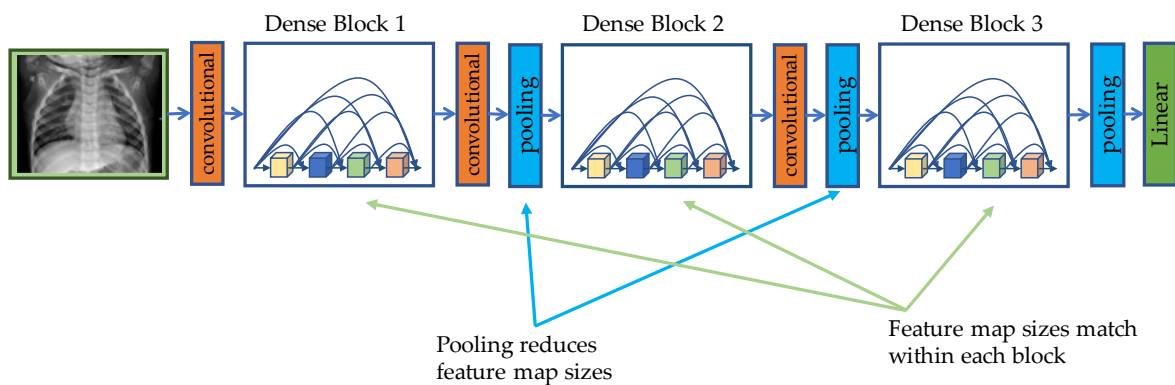 Dense Block 1
Dense Block 2
Dense Block 3
convolutional
convolutional
pooling
convolutional
pooling
pooling
Linear
Pooling reduces
feature map sizes
Feature map sizes match
within each block